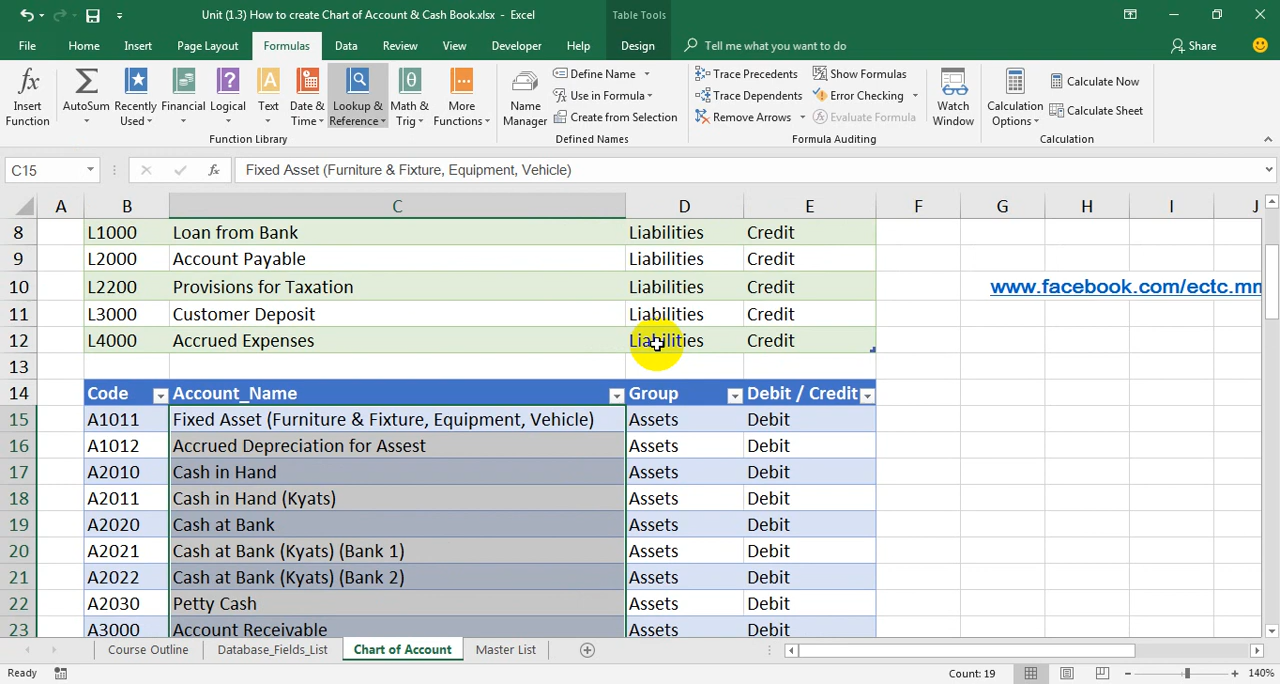 Unit (1.3) How to create Chart of Account & Cash Book.xlsx - Excel
Table Tools
File Home Insert Page Layout Formulas Data Review View Developer Help Design Tell me what you want to do Share
Insert Function
AutoSum
Recently Used
Financial
Logical
Text
Date & Time
Lookup & Reference
Math & Trig
More Functions
Function Library
Name Manager
Define Name
Use in Formula
Create from Selection
Defined Names
Trace Precedents
Trace Dependents
Remove Arrows
Show Formulas
Error Checking
Evaluate Formula
Formula Auditing
Watch Window
Calculation Options
Calculate Now
Calculate Sheet
Calculation
C15 fx Fixed Asset (Furniture & Fixture, Equipment, Vehicle)
A B C D E F G H I J
8 L1000 Loan from Bank Liabilities Credit
9 L2000 Account Payable Liabilities Credit
10 L2200 Provisions for Taxation Liabilities Credit www.facebook.com/ectc.mm
11 L3000 Customer Deposit Liabilities Credit
12 L4000 Accrued Expenses Liabilities Credit
13
14 Code Account_Name Group Debit / Credit
15 A1011 Fixed Asset (Furniture & Fixture, Equipment, Vehicle) Assets Debit
16 A1012 Accrued Depreciation for Assest Assets Debit
17 A2010 Cash in Hand Assets Debit
18 A2011 Cash in Hand (Kyats) Assets Debit
19 A2020 Cash at Bank Assets Debit
20 A2021 Cash at Bank (Kyats) (Bank 1) Assets Debit
21 A2022 Cash at Bank (Kyats) (Bank 2) Assets Debit
22 A2030 Petty Cash Assets Debit
23 A3000 Account Receivable Assets Debit
Course Outline Database_Fields_List Chart of Account Master List
Ready Count: 19 140%